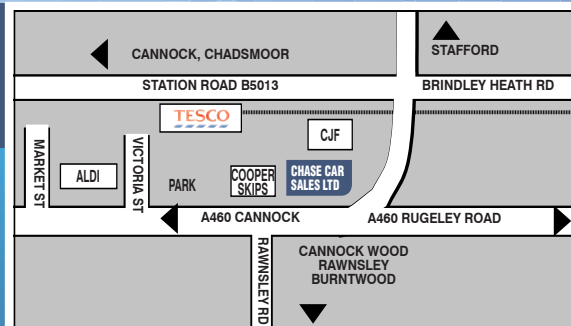 CANNOCK, CHADSMOOR
STAFFORD
STATION ROAD B5013
BRINDLEY HEATH RD
TESCO
CJF
MARKET ST
ALDI
VICTORIA ST
PARK
COOPER
SKIPS
CHASE CAR
SALES LTD
A460 CANNOCK
A460 RUGELEY ROAD
RAWNSLEY RD
CANNOCK WOOD
RAWNSLEY
BURNTWOOD